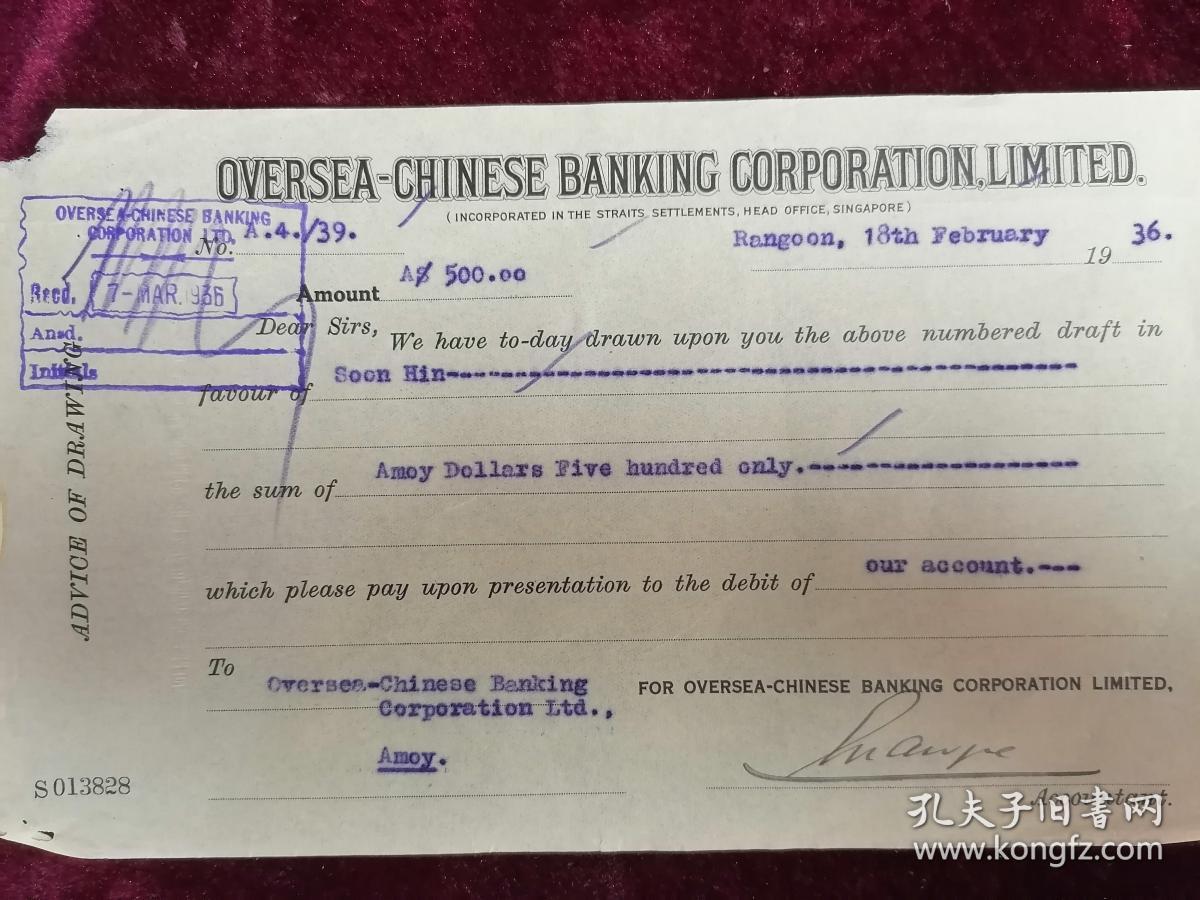 OVERSEA-CHINESE BANKING CORPORATION, LIMITED.
(INCORPORATED IN THE STRAITS SETTLEMENTS, HEAD OFFICE, SINGAPORE)
OVERSEA-CHINESE BANKING
CORPORATION LTD.
Recd. 7-MAR.1936
Ansd.
Initials
No. A.4./39.
Rangoon, 18th February 1936.
Amount A$ 500.00
Dear Sirs,
We have to-day drawn upon you the above numbered draft in
favour of Soon Hin
the sum of Amoy Dollars Five hundred only.
which please pay upon presentation to the debit of our account.
To
Oversea-Chinese Banking
Corporation Ltd.,
Amoy.
FOR OVERSEA-CHINESE BANKING CORPORATION LIMITED,
Accountant.
ADVICE OF DRAWING
S013828
孔夫子旧书网
www.kongfz.com